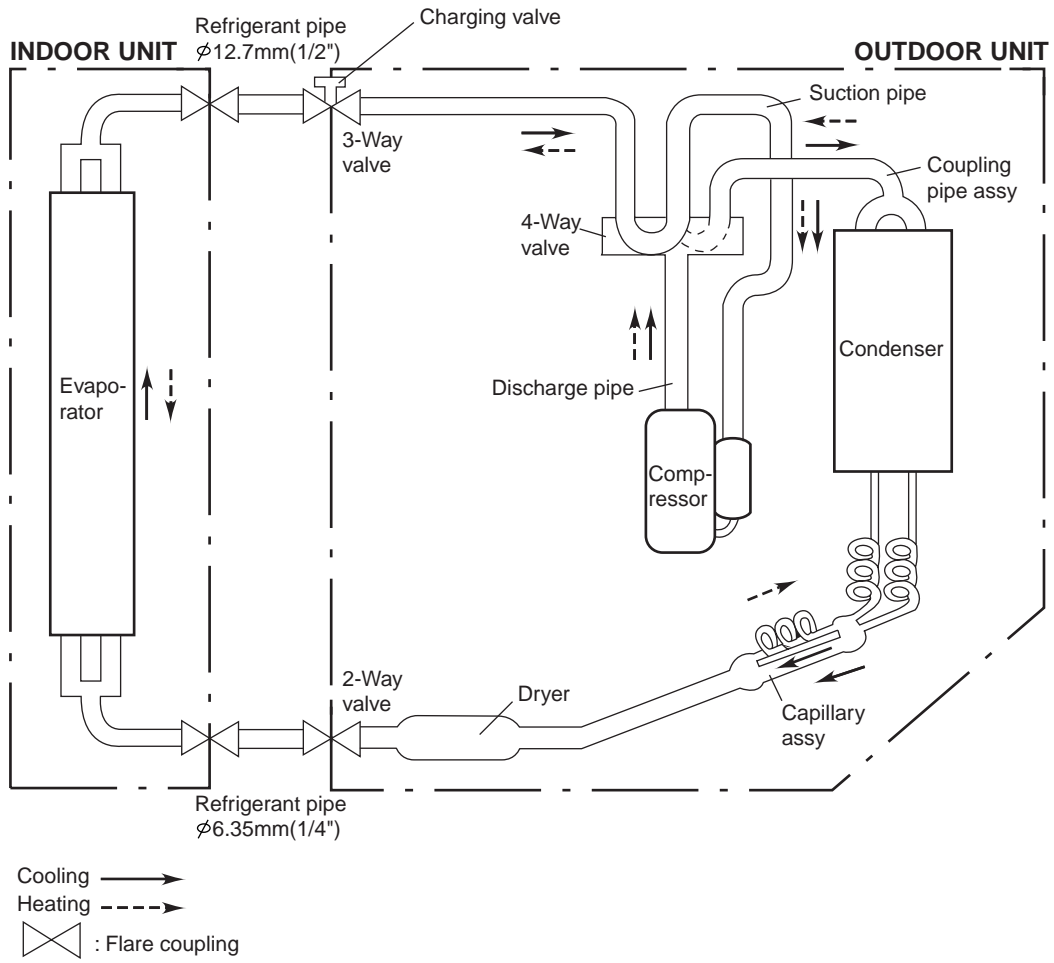 Charging valve
Refrigerant pipe
⌀12.7mm(1/2")
INDOOR UNIT
OUTDOOR UNIT
Suction pipe
3-Way
valve
Coupling
pipe assy
4-Way
valve
Condenser
Evapo-
rator
Discharge pipe
Comp-
ressor
2-Way
valve
Dryer
Capillary
assy
Refrigerant pipe
⌀6.35mm(1/4")
Cooling
Heating
: Flare coupling